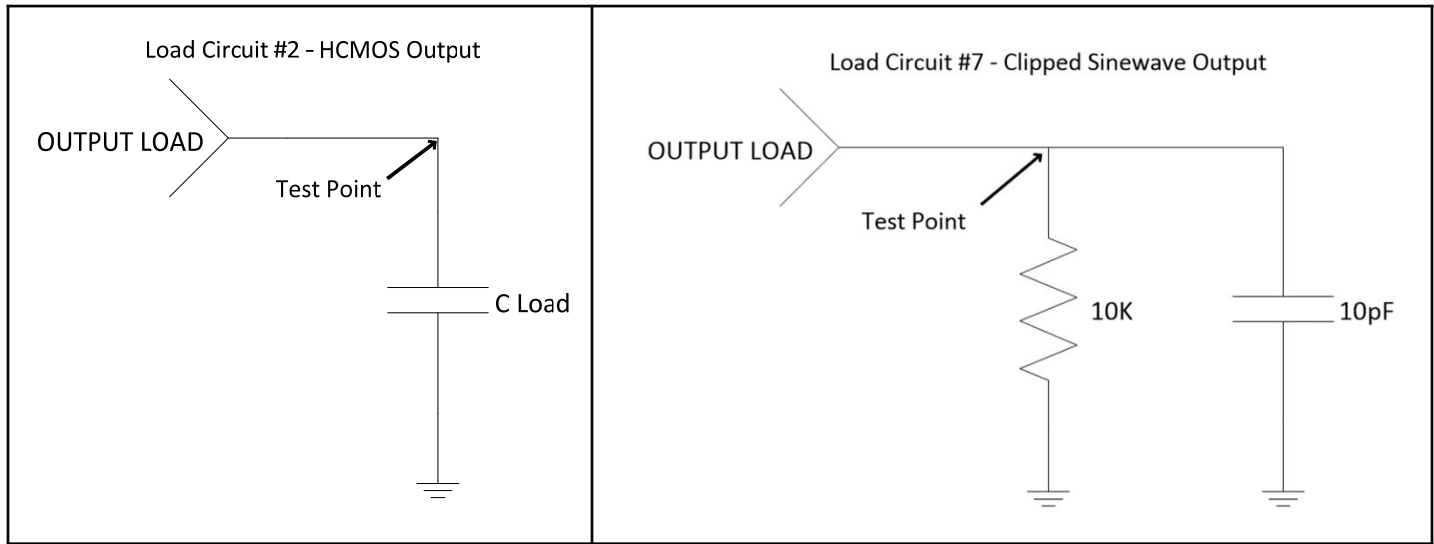 Load Circuit #2 - HCMOS Output
OUTPUT LOAD
Test Point
C Load
Load Circuit #7 - Clipped Sinewave Output
OUTPUT LOAD
Test Point
10K
10pF